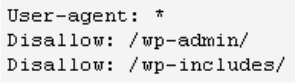 User-agent: *
Disallow: /wp-admin/
Disallow: /wp-includes/